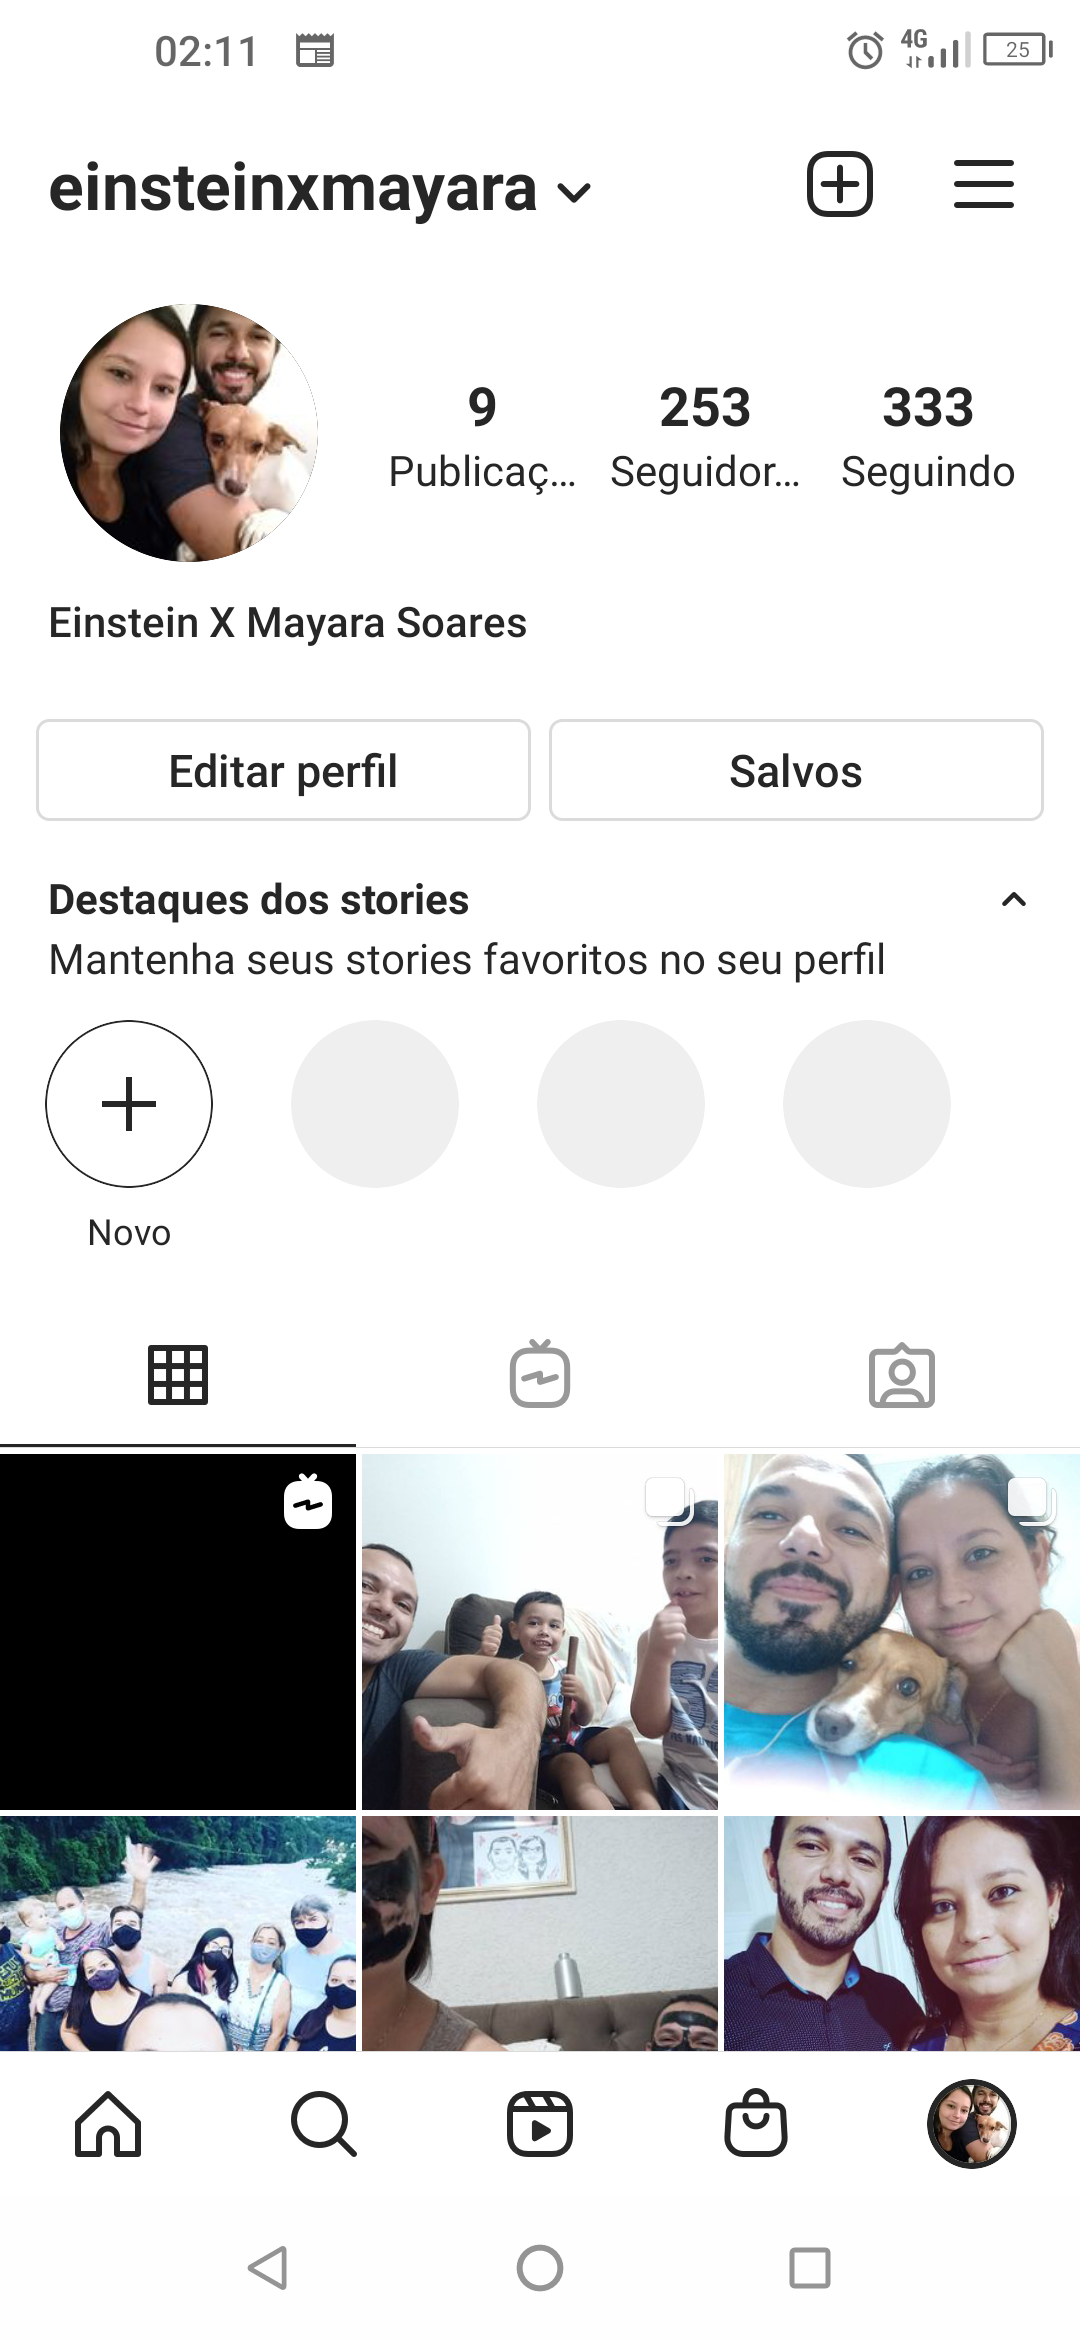 02:11
4G
25
einsteinxmayara
9
253
333
Publicaç...
Seguidor...
Seguindo
Einstein X Mayara Soares
Editar perfil
Salvos
Destaques dos stories
Mantenha seus stories favoritos no seu perfil
Novo